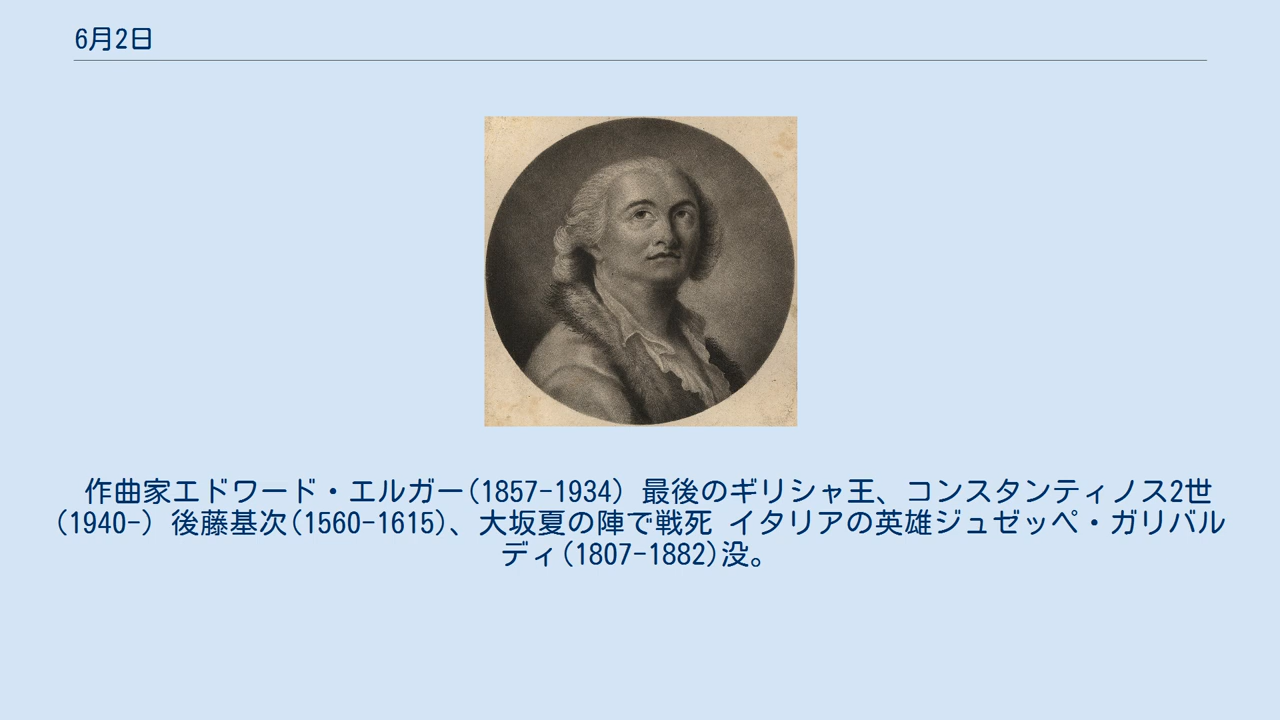 6月2日
作曲家エドワード・エルガー(1857-1934) 最後のギリシャ王、コンスタンティノス2世
(1940-) 後藤基次(1560-1615)、大坂夏の陣で戦死 イタリアの英雄ジュゼッペ・ガリバル
ディ(1807-1882)没。